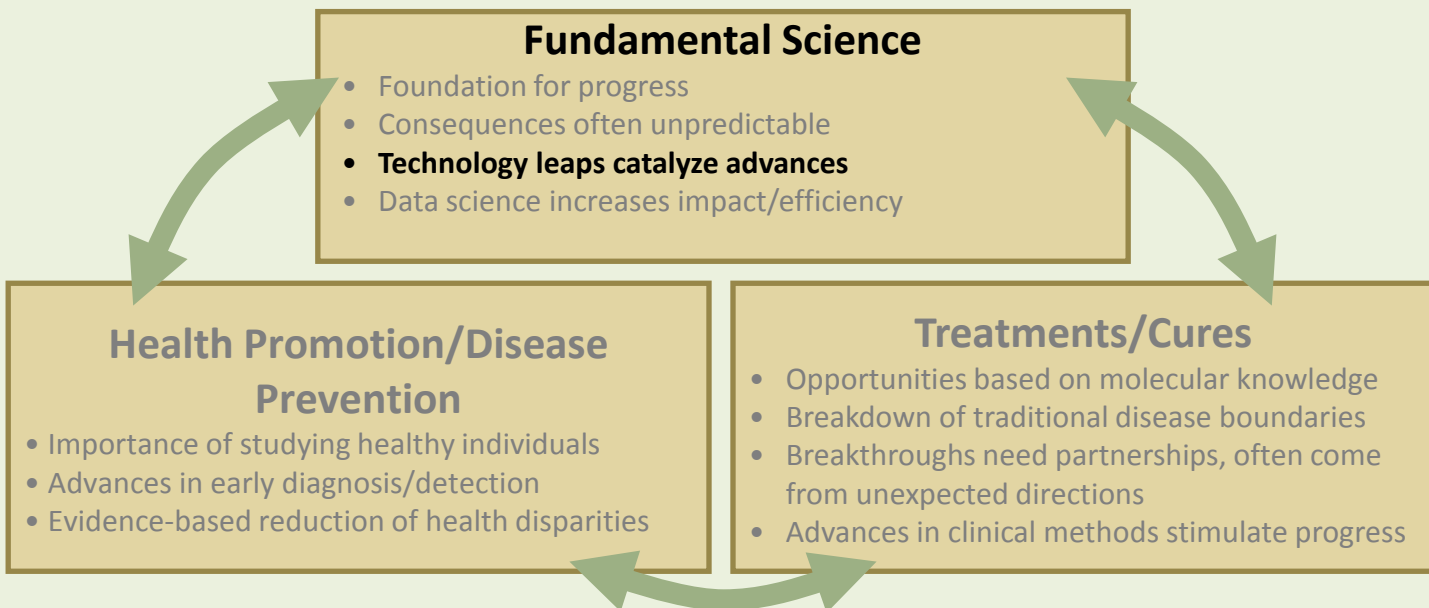 Fundamental Science
• Foundation for progress
• Consequences often unpredictable
• Technology leaps catalyze advances
• Data science increases impact/efficiency
Health Promotion/Disease
Prevention
• Importance of studying healthy individuals
• Advances in early diagnosis/detection
• Evidence-based reduction of health disparities
Treatments/Cures
• Opportunities based on molecular knowledge
• Breakdown of traditional disease boundaries
• Breakthroughs need partnerships, often come
from unexpected directions
• Advances in clinical methods stimulate progress